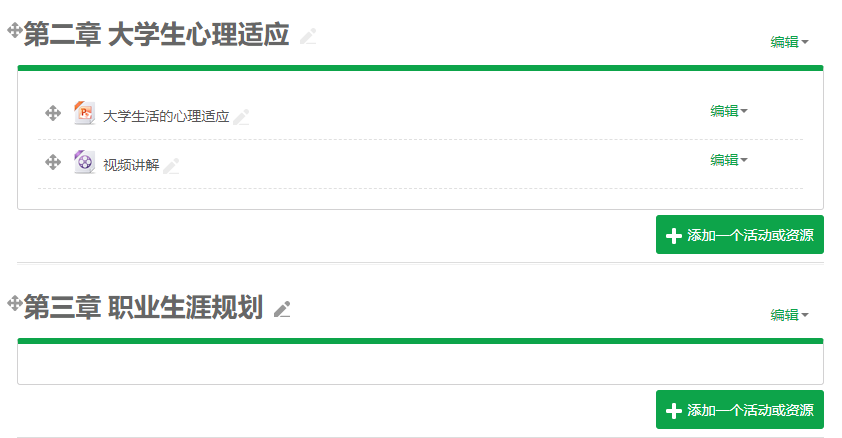 第二章 大学生心理适应
编辑
大学生活的心理适应
编辑
视频讲解
编辑
添加一个活动或资源
第三章 职业生涯规划
编辑
添加一个活动或资源